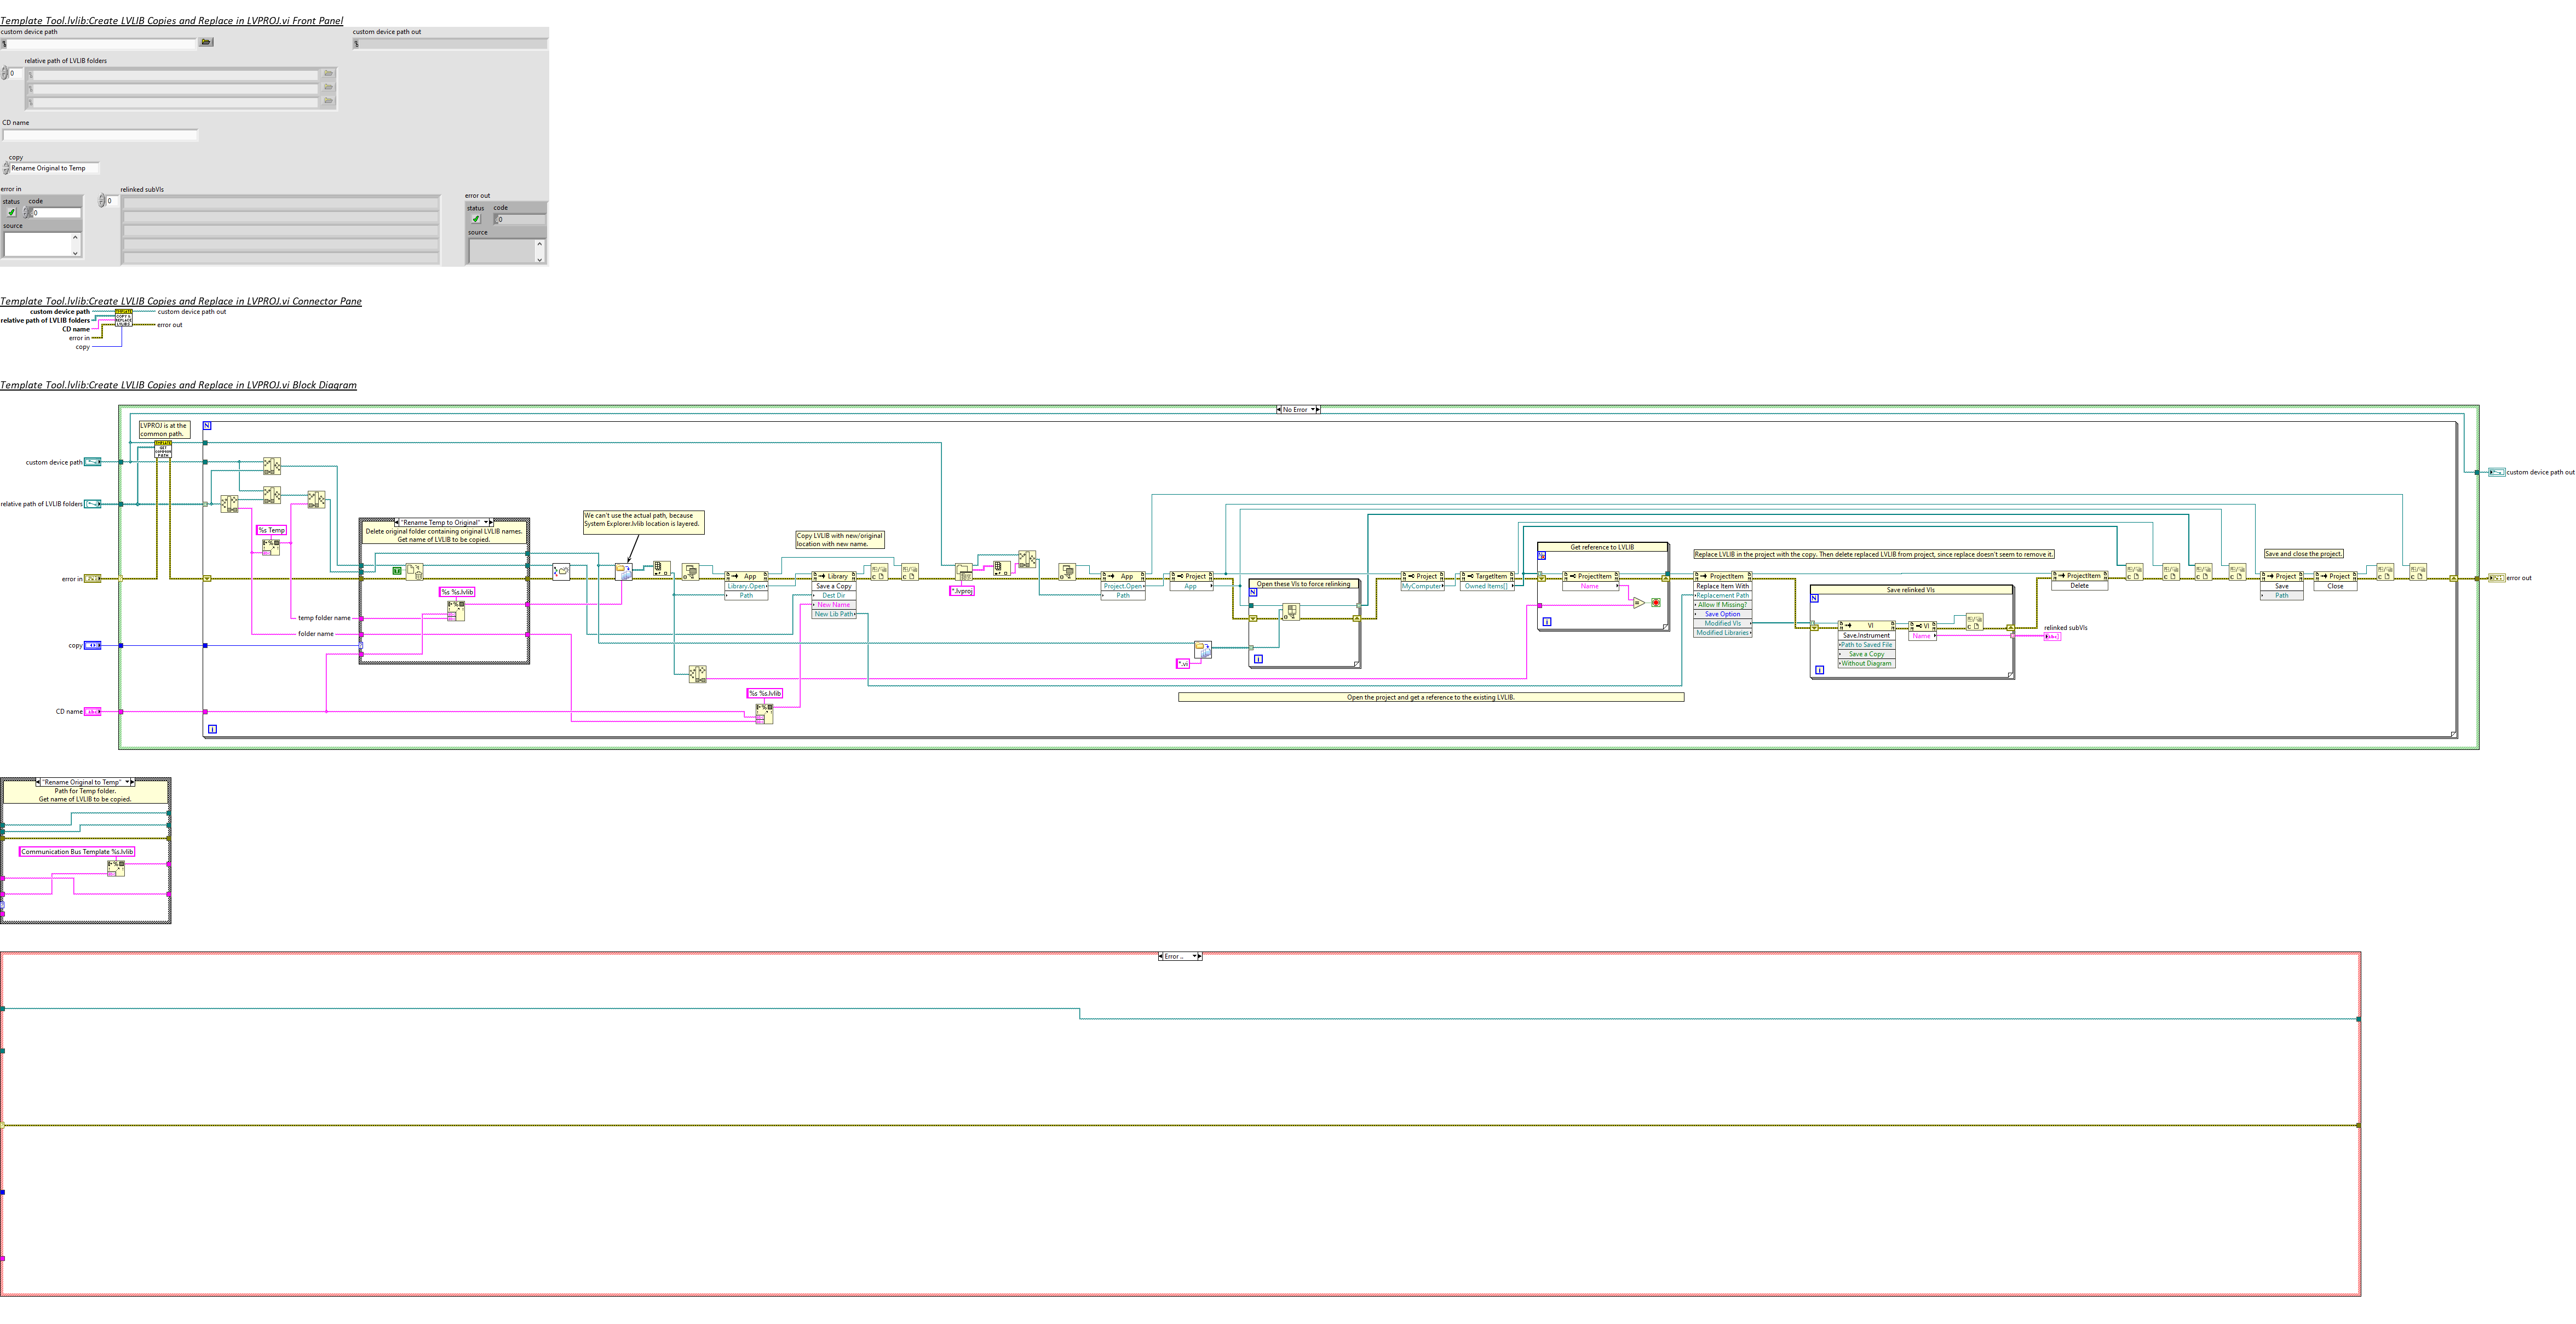 Template Tool.lvlib:Create LVLIB Copies and Replace in LVPROJ.vi Front Panel
custom device path
custom device path out
relative path of LVLIB folders
0
CD name
copy
Rename Original to Temp
error in
status
code
0
source
relinked subVIs
0
error out
status
code
0
source
Template Tool.lvlib:Create LVLIB Copies and Replace in LVPROJ.vi Connector Pane
custom device path
relative path of LVLIB folders
CD name
error in
copy
custom device path out
error out
Template Tool.lvlib:Create LVLIB Copies and Replace in LVPROJ.vi Block Diagram
No Error
LVPROJ is at the
common path.
N
custom device path
relative path of LVLIB folders
error in
copy
CD name
%s Temp
"Rename Temp to Original"
Delete original folder containing original LVLIB names.
Get name of LVLIB to be copied.
%s %s.lvlib
temp folder name
folder name
We can't use the actual path, because
System Explorer.lvlib location is layered.
App
Library.Open
Path
Copy LVLIB with new/original
location with new name.
Library
Save a Copy
Dest Dir
New Name
New Lib Path
%s %s.lvlib
*.lvproj
App
Project.Open
Path
Project
App
*.vi
Open these VIs to force relinking
N
i
Project
MyComputer
TargetItem
Owned Items[]
Get reference to LVLIB
ProjectItem
Name
i
Open the project and get a reference to the existing LVLIB.
Replace LVLIB in the project with the copy. Then delete replaced LVLIB from project, since replace doesn't seem to remove it.
ProjectItem
Replace Item With
Replacement Path
Allow If Missing?
Save Option
Modified VIs
Modified Libraries
Save relinked VIs
N
VI
Save.Instrument
Path to Saved File
Save a Copy
Without Diagram
VI
Name
i
relinked subVIs
ProjectItem
Delete
Save and close the project.
Project
Save
Path
Project
Close
custom device path out
error out
i
"Rename Original to Temp"
Path for Temp folder.
Get name of LVLIB to be copied.
Communication Bus Template %s.lvlib
Error ..